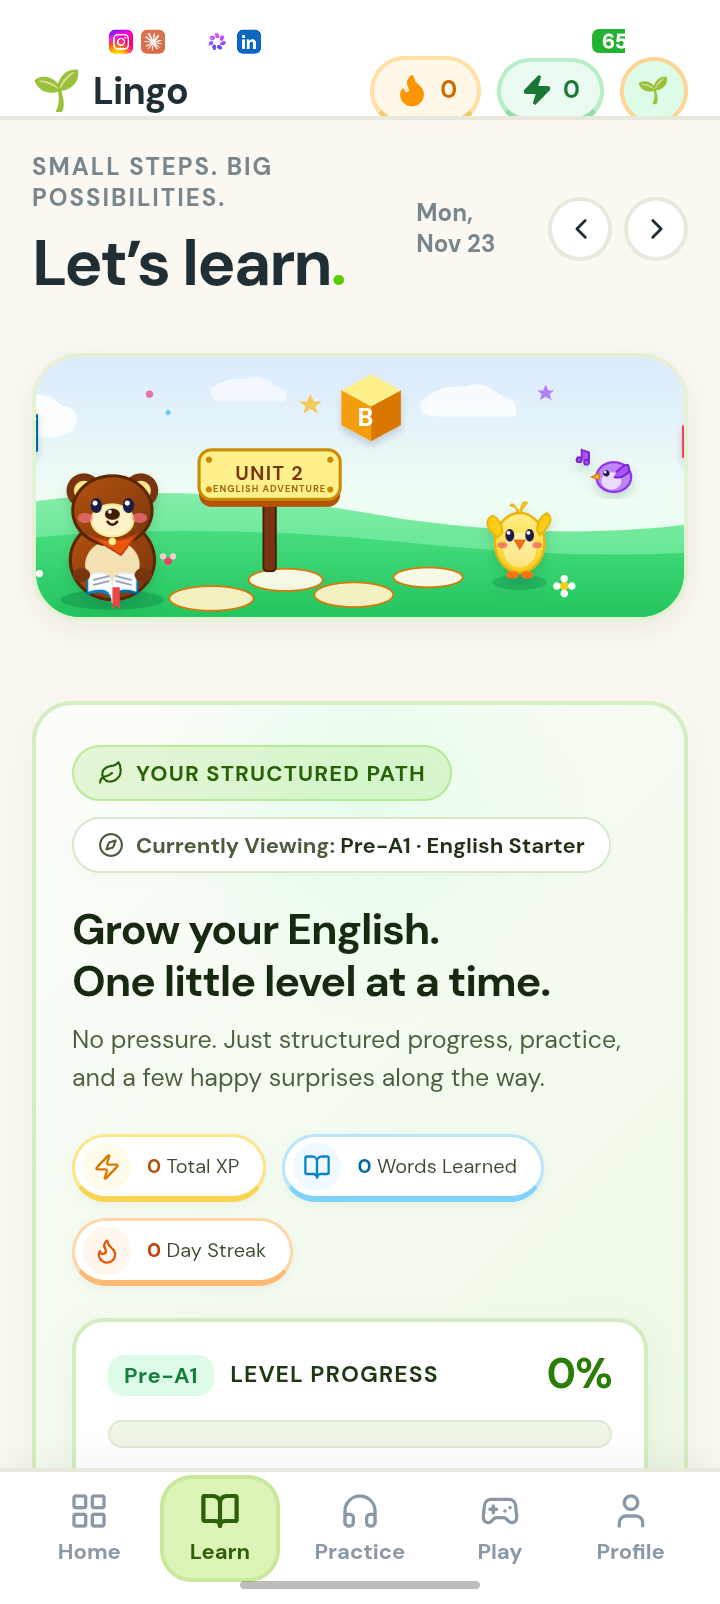 65
Lingo
0
0
SMALL STEPS. BIG
POSSIBILITIES.
Let's learn.
Mon,
Nov 23
B
UNIT 2
ENGLISH ADVENTURE
YOUR STRUCTURED PATH
Currently Viewing: Pre-A1 · English Starter
Grow your English.
One little level at a time.
No pressure. Just structured progress, practice,
and a few happy surprises along the way.
0 Total XP
0 Words Learned
0 Day Streak
Pre-A1 LEVEL PROGRESS 0%
Home
Learn
Practice
Play
Profile